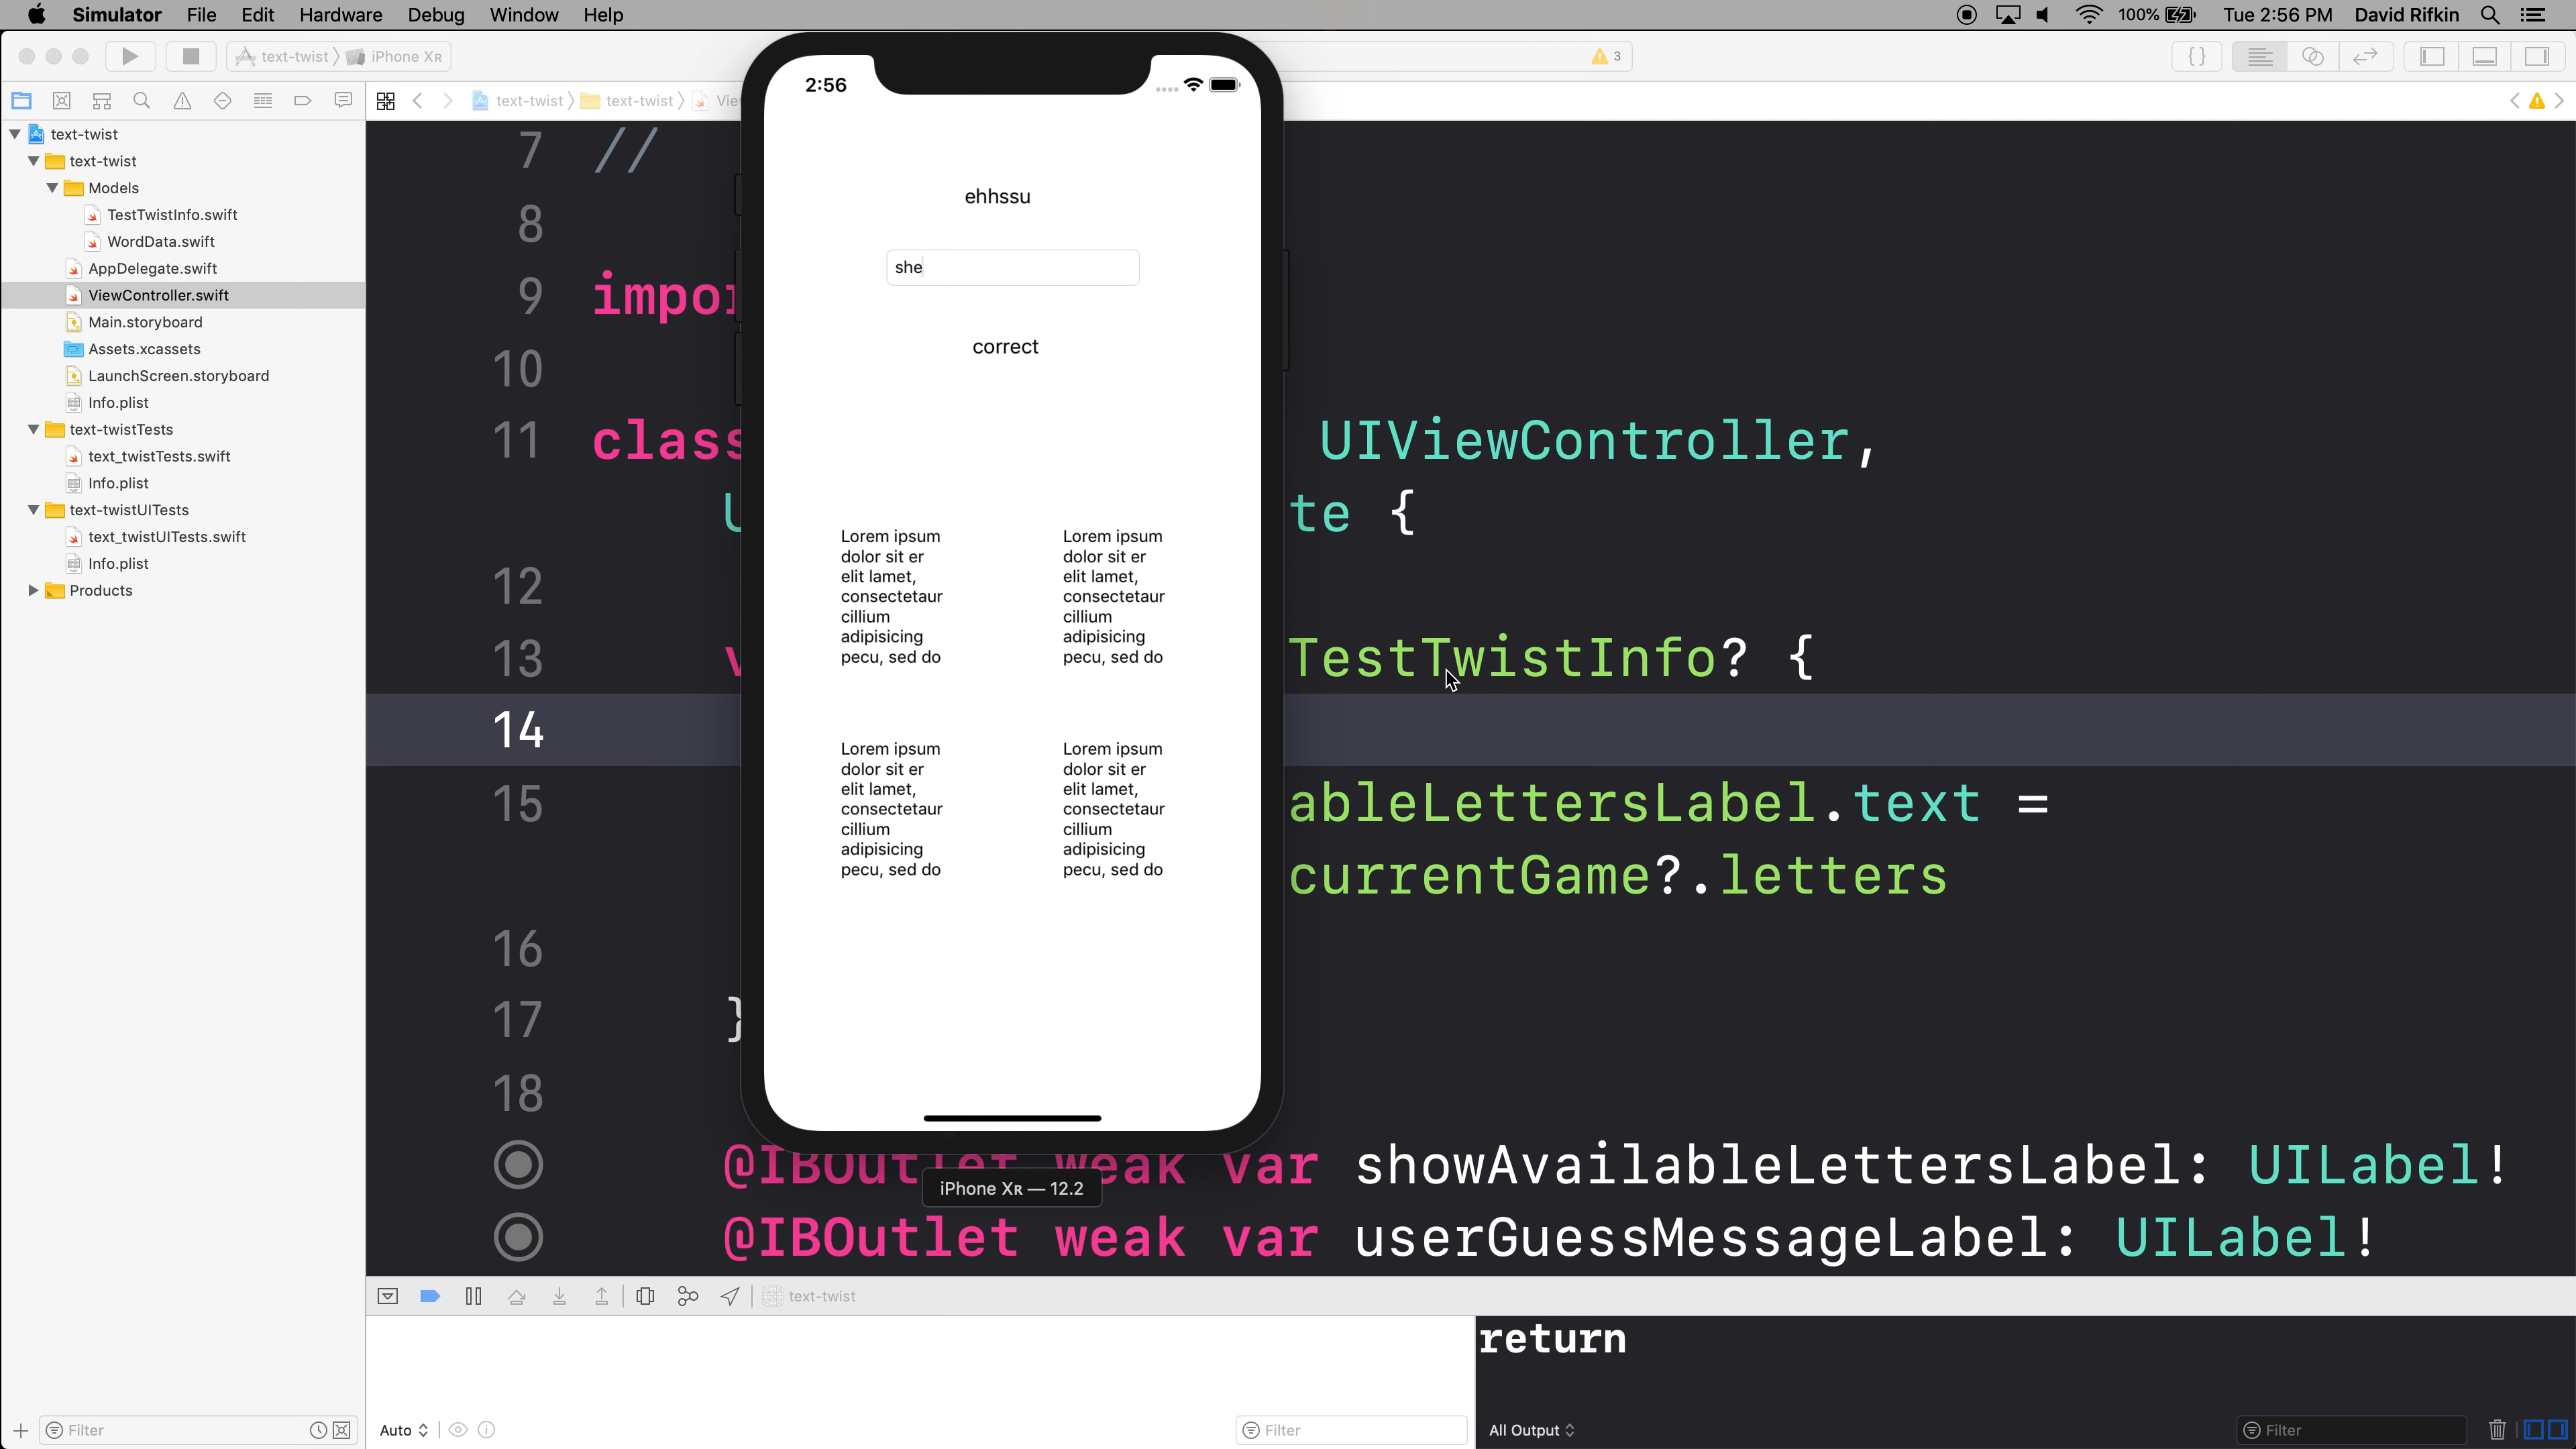 Simulator File Edit Hardware Debug Window Help 100% Tue 2:56 PM David Rifkin
text-twist iPhone XR 3
text-twist text-twist
text-twist
text-twist
Models
TestTwistInfo.swift
WordData.swift
AppDelegate.swift
ViewController.swift
Main.storyboard
Assets.xcassets
LaunchScreen.storyboard
Info.plist
text-twistTests
text_twistTests.swift
Info.plist
text-twistUITests
text_twistUITests.swift
Info.plist
Products
Filter
2:56
ehhssu
she
correct
Lorem ipsum
dolor sit er
elit lamet,
consectetaur
cillium
adipisicing
pecu, sed do
Lorem ipsum
dolor sit er
elit lamet,
consectetaur
cillium
adipisicing
pecu, sed do
Lorem ipsum
dolor sit er
elit lamet,
consectetaur
cillium
adipisicing
pecu, sed do
Lorem ipsum
dolor sit er
elit lamet,
consectetaur
cillium
adipisicing
pecu, sed do
iPhone XR — 12.2
7 //
8
9
10
11 class UIViewController,
te {
12
13 TestTwistInfo? {
14
15 ableLettersLabel.text =
currentGame?.letters
16
17 }
18
@IBOutlet weak var showAvailableLettersLabel: UILabel!
@IBOutlet weak var userGuessMessageLabel: UILabel!
text-twist
return
Auto Filter
All Output Filter